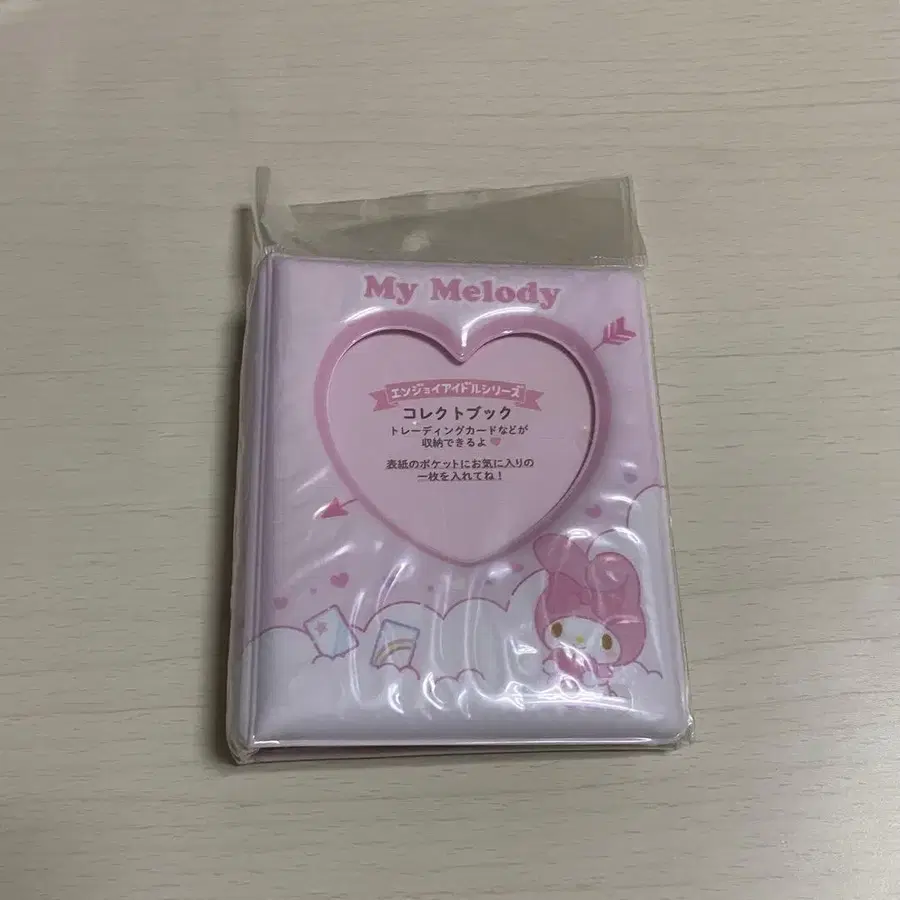 My Melody
エンジョイアイドルシリーズ
コレクトブック
トレーディングカードなどが
収納できるよ
表紙のポケットにお気に入りの
一枚を入れてね!